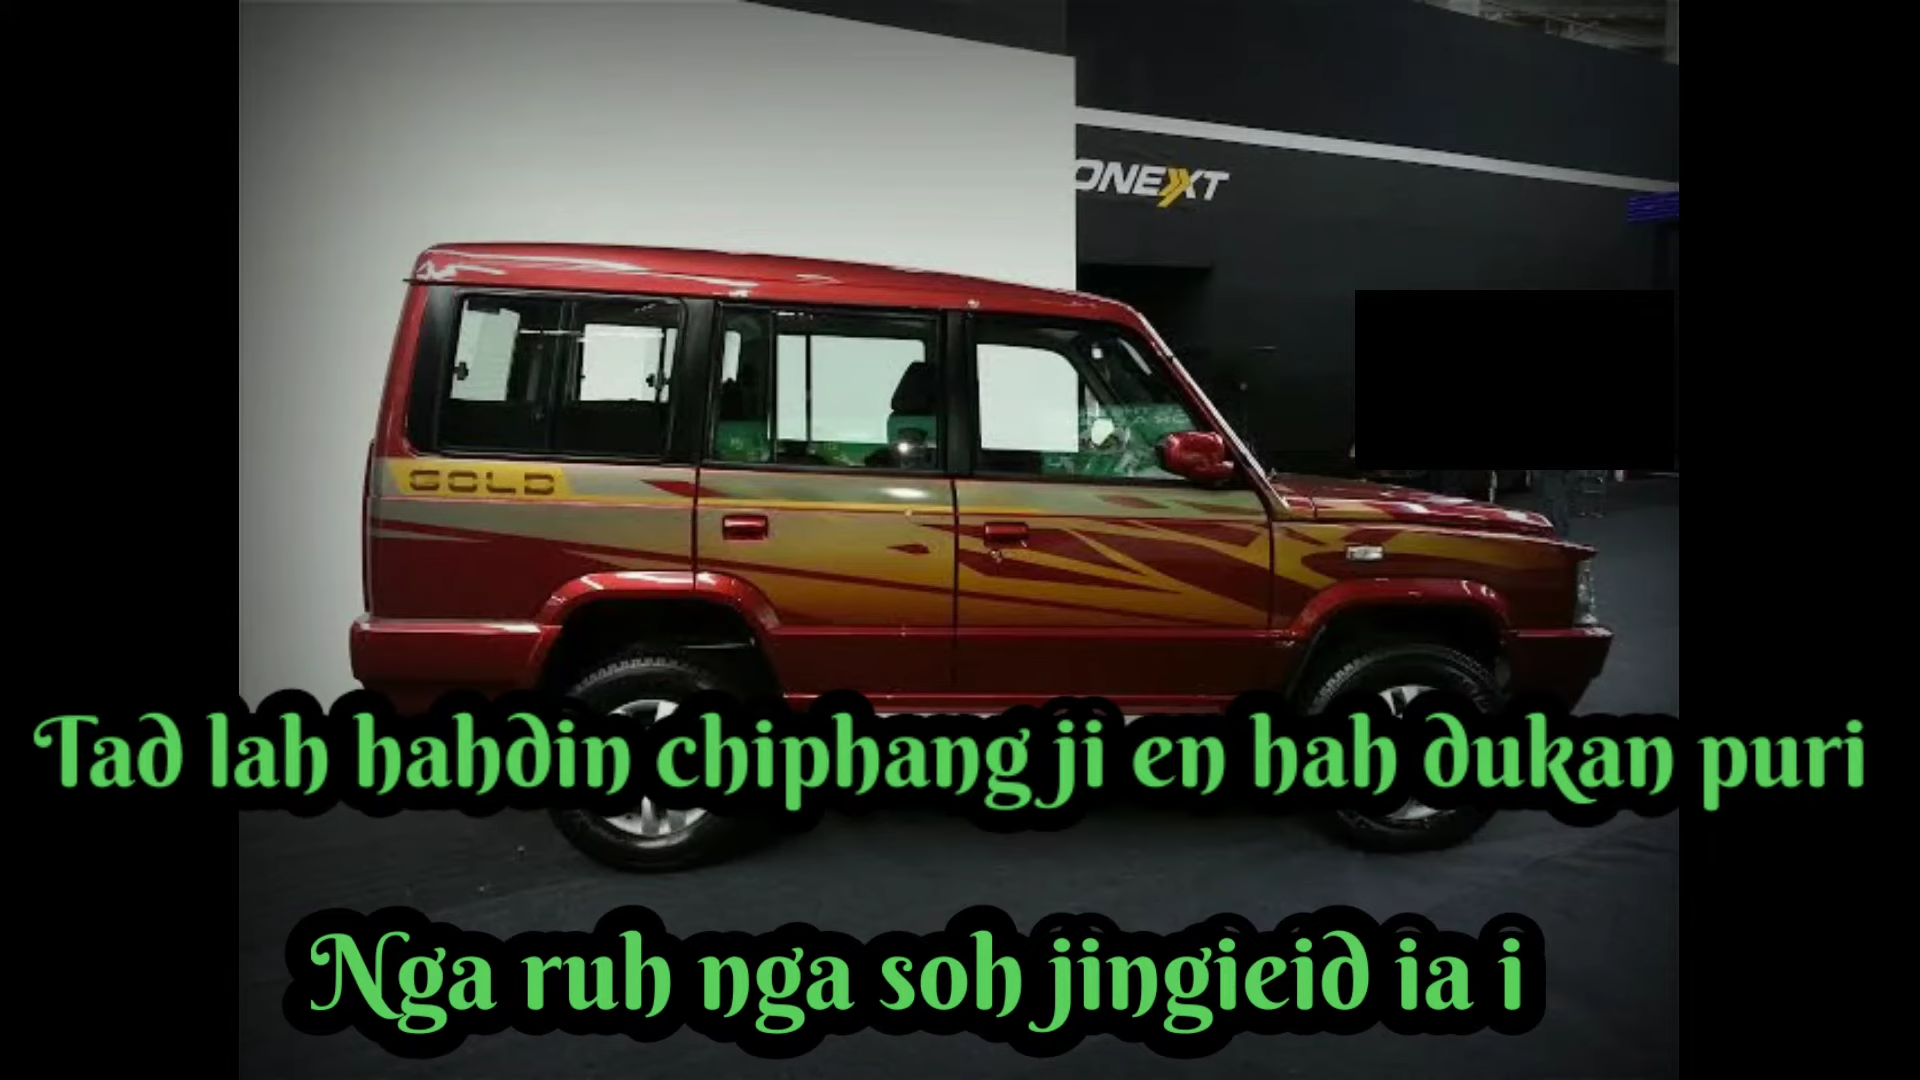 ONEXT
GOLD
Tad lah hahdin chiphang ji en hah dukan puri
Nga ruh nga soh jingieid ia i